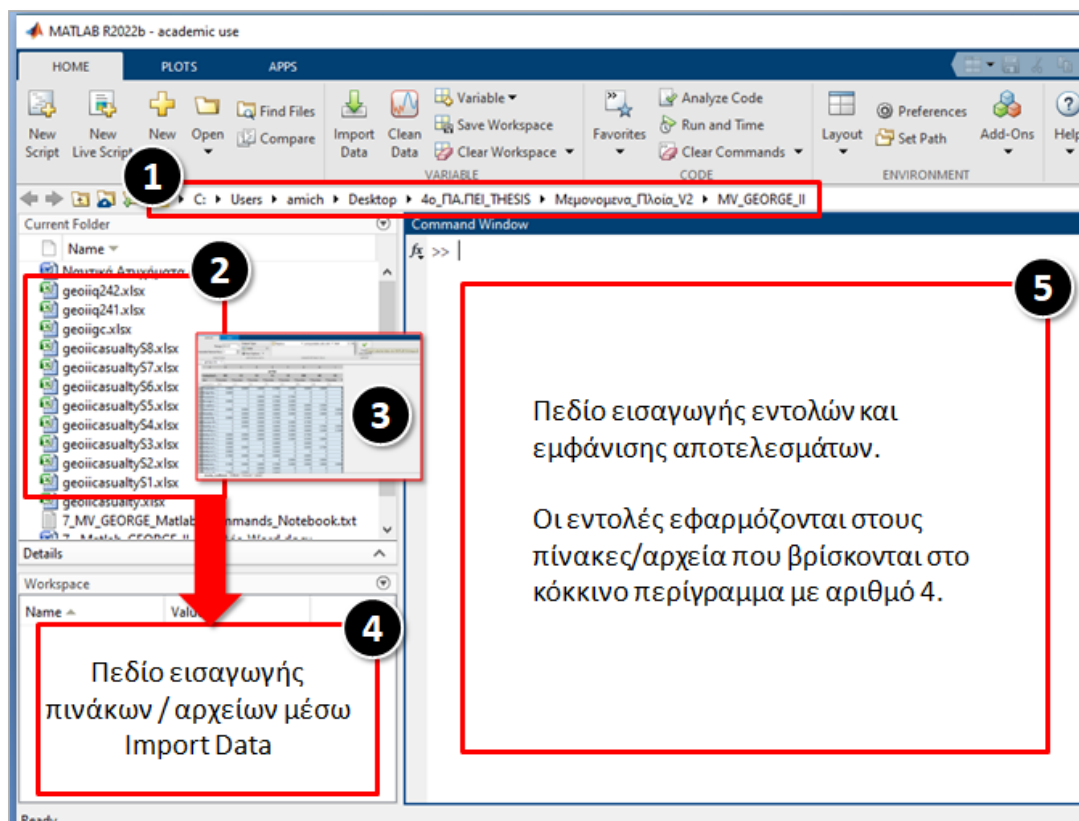 MATLAB R2022b - academic use
HOME PLOTS APPS
New Script
New Live Script
New
Open
Find Files
Compare
Import Data
Clean Data
Variable
Save Workspace
Clear Workspace
VARIABLE
Favorites
Analyze Code
Run and Time
Clear Commands
CODE
Layout
Preferences
Set Path
ENVIRONMENT
Add-Ons
Help
1
C: Users amich Desktop 4ο_ΠΑ.ΠΕΙ_THESIS Μεμονομενα_Πλοία_V2 MV_GEORGE_II
Current Folder
Name
Ναυτικά Ατυχήματα
2
geoiiq242.xlsx
geoiiq241.xlsx
geoiigc.xlsx
geoiicasualtyS8.xlsx
geoiicasualtyS7.xlsx
geoiicasualtyS6.xlsx
geoiicasualtyS5.xlsx
geoiicasualtyS4.xlsx
geoiicasualtyS3.xlsx
geoiicasualtyS2.xlsx
geoiicasualtyS1.xlsx
geoiicasualty.xlsx
3
Details
Workspace
Name
4
Πεδίο εισαγωγής
πινάκων / αρχείων μέσω
Import Data
Command Window
fx >>
5
Πεδίο εισαγωγής εντολών και
εμφάνισης αποτελεσμάτων.
Οι εντολές εφαρμόζονται στους
πίνακες/αρχεία που βρίσκονται στο
κόκκινο περίγραμμα με αριθμό 4.